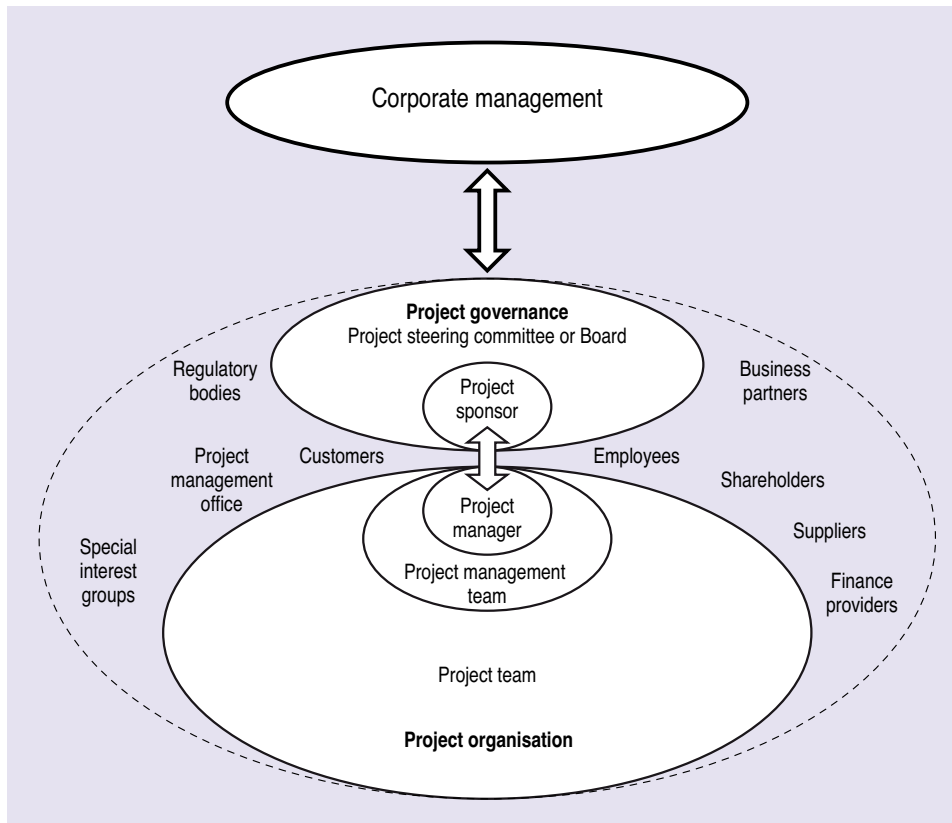 Corporate management
Project governance
Project steering committee or Board
Regulatory
bodies
Project
sponsor
Business
partners
Project
management
office
Customers
Employees
Shareholders
Project
manager
Suppliers
Special
interest
groups
Project management
team
Finance
providers
Project team
Project organisation